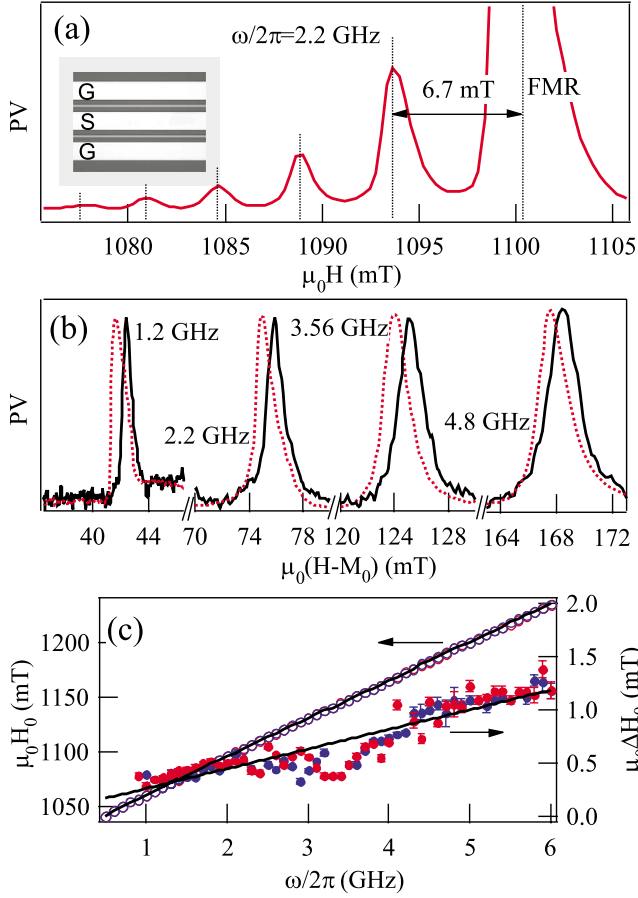 (a)
ω/2π=2.2 GHz
G
S
G
6.7 mT
FMR
PV
1080 1085 1090 1095 1100 1105
μ₀H (mT)
(b)
1.2 GHz
3.56 GHz
2.2 GHz
4.8 GHz
PV
40 44 70 74 78 120 124 128 164 168 172
μ₀(H-M₀) (mT)
(c)
μ₀H₀ (mT)
1200
1150
1100
1050
2.0
1.5
1.0
0.5
0.0
μ₀ΔH₀ (mT)
1 2 3 4 5 6
ω/2π (GHz)